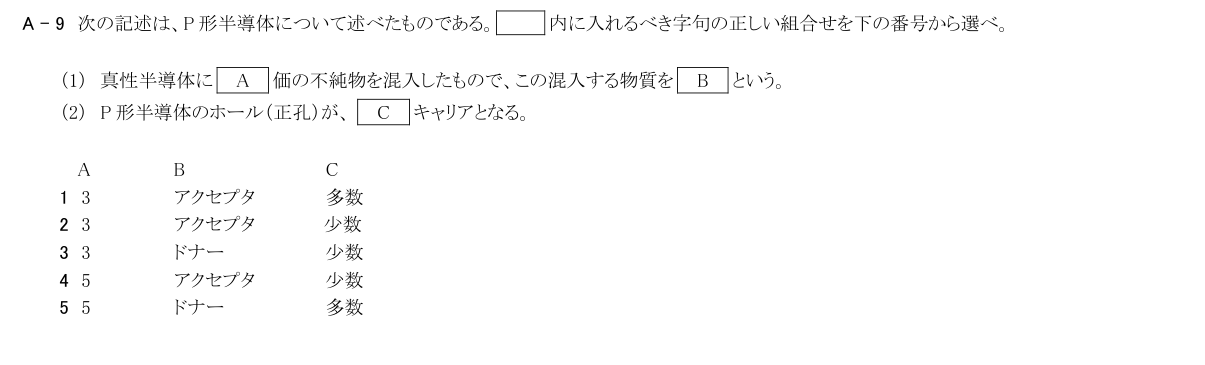 A－9 次の記述は、P形半導体について述べたものである。 内に入れるべき字句の正しい組合せを下の番号から選べ。
(1) 真性半導体に A 価の不純物を混入したもので、この混入する物質を B という。
(2) P形半導体のホール(正孔)が、 C キャリアとなる。
A B C
1 3 アクセプタ 多数
2 3 アクセプタ 少数
3 3 ドナー 少数
4 5 アクセプタ 少数
5 5 ドナー 多数